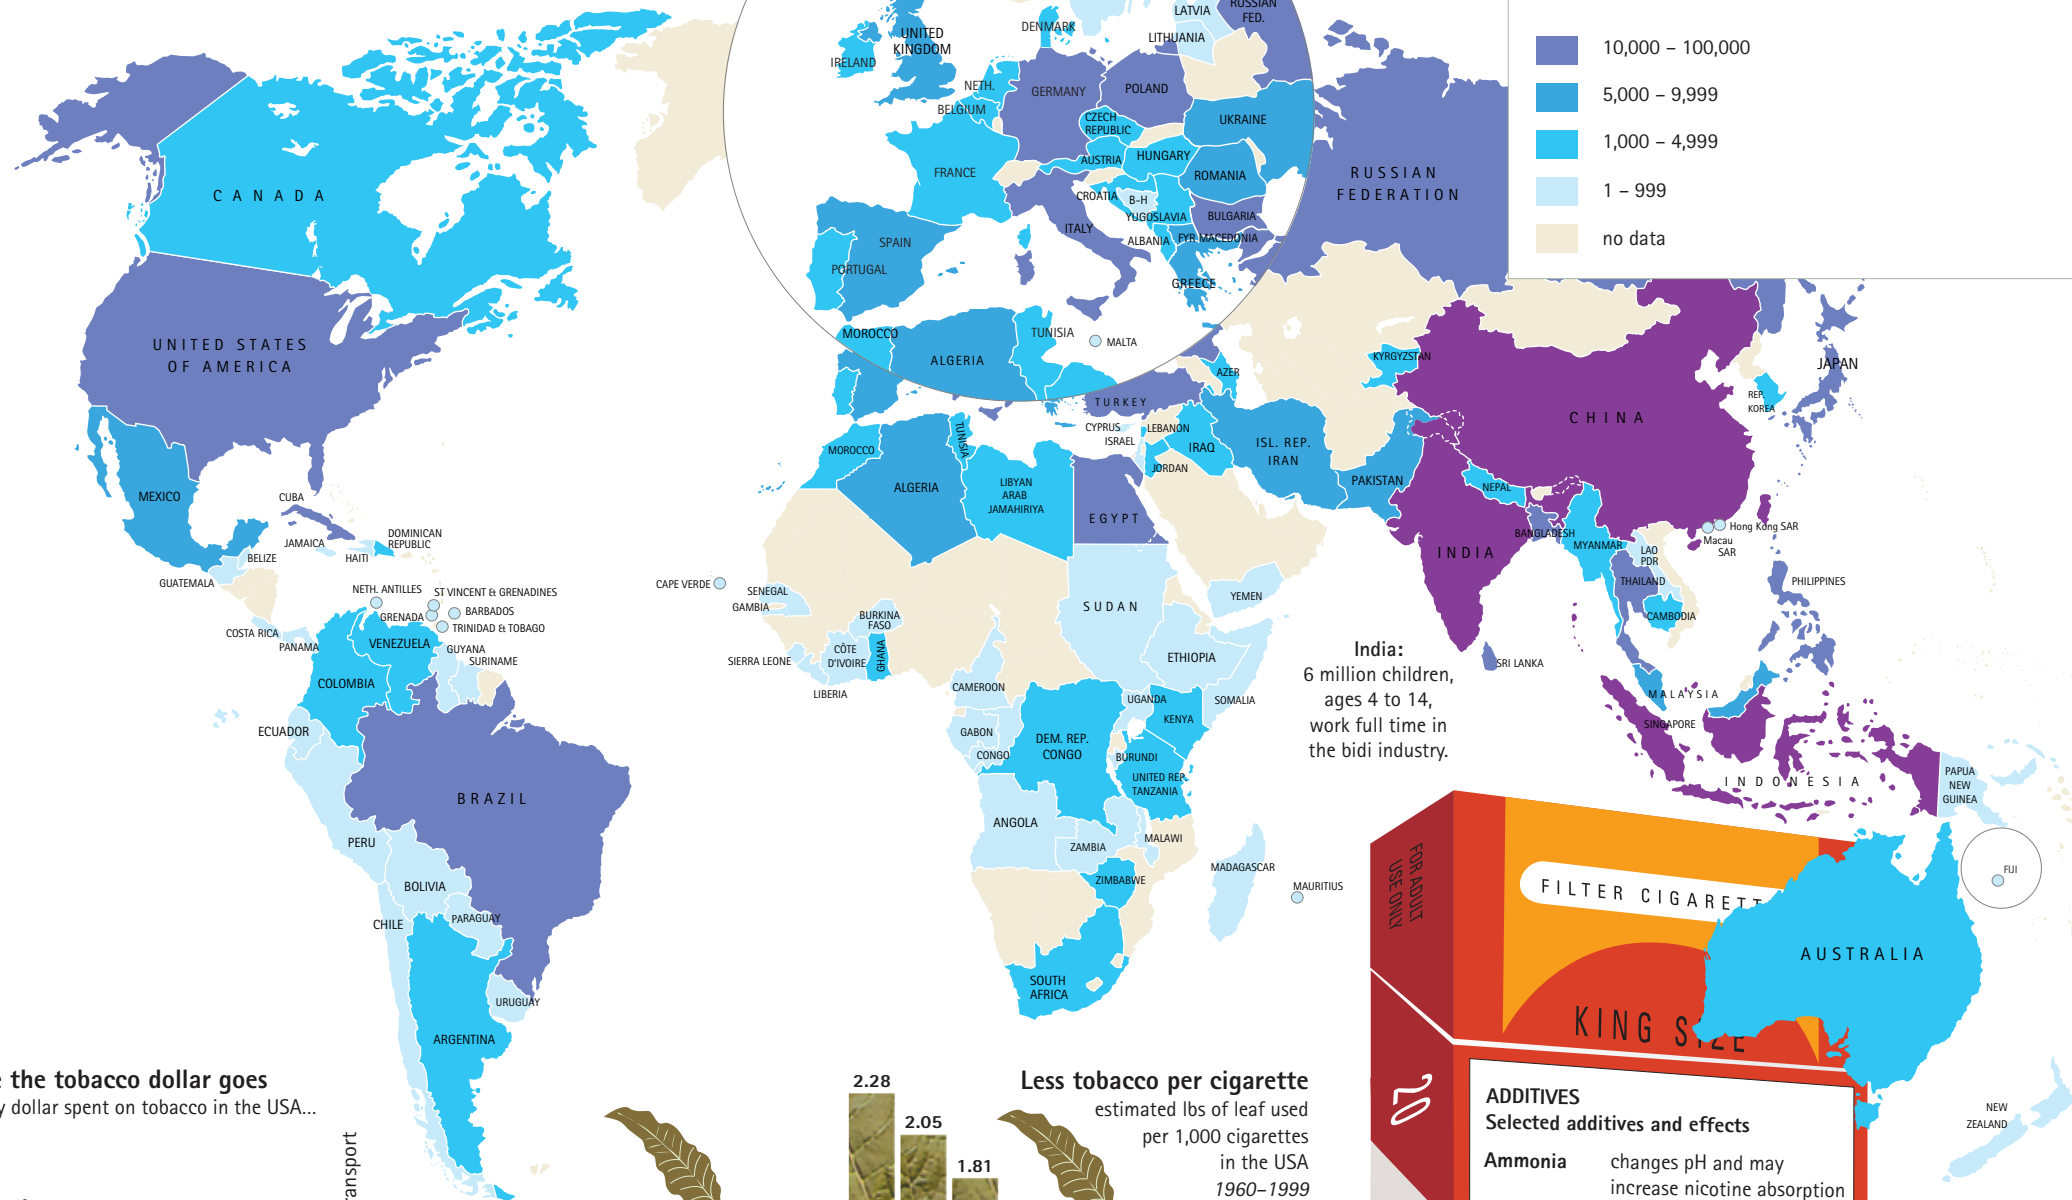 10,000 – 100,000
5,000 – 9,999
1,000 – 4,999
1 – 999
no data
LATVIA
RUSSIAN
FED.
LITHUANIA
DENMARK
UNITED
KINGDOM
IRELAND
NETH.
BELGIUM
GERMANY
POLAND
CZECH
REPUBLIC
UKRAINE
AUSTRIA
HUNGARY
FRANCE
ROMANIA
CROATIA
B-H
YUGOSLAVIA
BULGARIA
ITALY
ALBANIA
FYR MACEDONIA
SPAIN
PORTUGAL
GREECE
MOROCCO
ALGERIA
TUNISIA
MALTA
CANADA
UNITED STATES
OF AMERICA
MEXICO
CUBA
JAMAICA
BELIZE
HAITI
DOMINICAN
REPUBLIC
GUATEMALA
NETH. ANTILLES
ST VINCENT & GRENADINES
GRENADA
BARBADOS
TRINIDAD & TOBAGO
COSTA RICA
PANAMA
VENEZUELA
GUYANA
SURINAME
COLOMBIA
ECUADOR
BRAZIL
PERU
BOLIVIA
PARAGUAY
CHILE
URUGUAY
ARGENTINA
RUSSIAN
FEDERATION
KYRGYZSTAN
AZER
TURKEY
CYPRUS
LEBANON
ISRAEL
IRAQ
JORDAN
ISL. REP.
IRAN
PAKISTAN
CHINA
REP.
KOREA
JAPAN
NEPAL
INDIA
BANGLADESH
MYANMAR
LAO
PDR
THAILAND
CAMBODIA
Hong Kong SAR
Macau
SAR
PHILIPPINES
SRI LANKA
MALAYSIA
SINGAPORE
INDONESIA
PAPUA
NEW
GUINEA
FIJI
AUSTRALIA
NEW
ZEALAND
MOROCCO
ALGERIA
TUNISIA
LIBYAN
ARAB
JAMAHIRIYA
EGYPT
CAPE VERDE
SENEGAL
GAMBIA
BURKINA
FASO
SUDAN
YEMEN
SIERRA LEONE
CÔTE
D'IVOIRE
GHANA
LIBERIA
ETHIOPIA
CAMEROON
UGANDA
SOMALIA
KENYA
GABON
CONGO
DEM. REP.
CONGO
BURUNDI
UNITED REP.
TANZANIA
ANGOLA
ZAMBIA
MALAWI
ZIMBABWE
MADAGASCAR
MAURITIUS
SOUTH
AFRICA
India:
6 million children,
ages 4 to 14,
work full time in
the bidi industry.
FOR ADULT
USE ONLY
FILTER CIGARETT
KING SIZE
20
ADDITIVES
Selected additives and effects
Ammonia changes pH and may
increase nicotine absorption
the tobacco dollar goes
dollar spent on tobacco in the USA...
ansport
2.28
2.05
1.81
Less tobacco per cigarette
estimated lbs of leaf used
per 1,000 cigarettes
in the USA
1960–1999